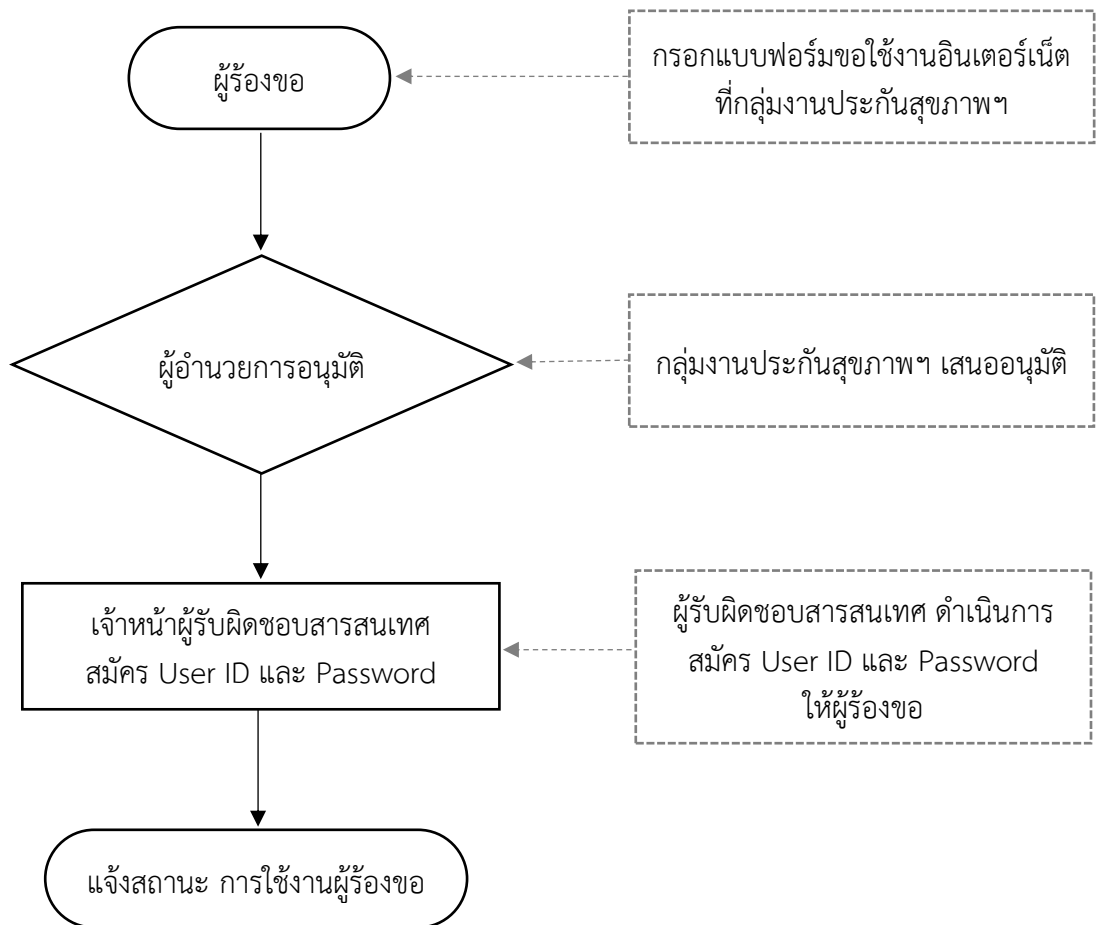 ผู้ร้องขอ
กรอกแบบฟอร์มขอใช้งานอินเตอร์เน็ต
ที่กลุ่มงานประกันสุขภาพฯ
ผู้อำนวยการอนุมัติ
กลุ่มงานประกันสุขภาพฯ เสนออนุมัติ
เจ้าหน้าผู้รับผิดชอบสารสนเทศ
สมัคร User ID และ Password
ผู้รับผิดชอบสารสนเทศ ดำเนินการ
สมัคร User ID และ Password
ให้ผู้ร้องขอ
แจ้งสถานะ การใช้งานผู้ร้องขอ